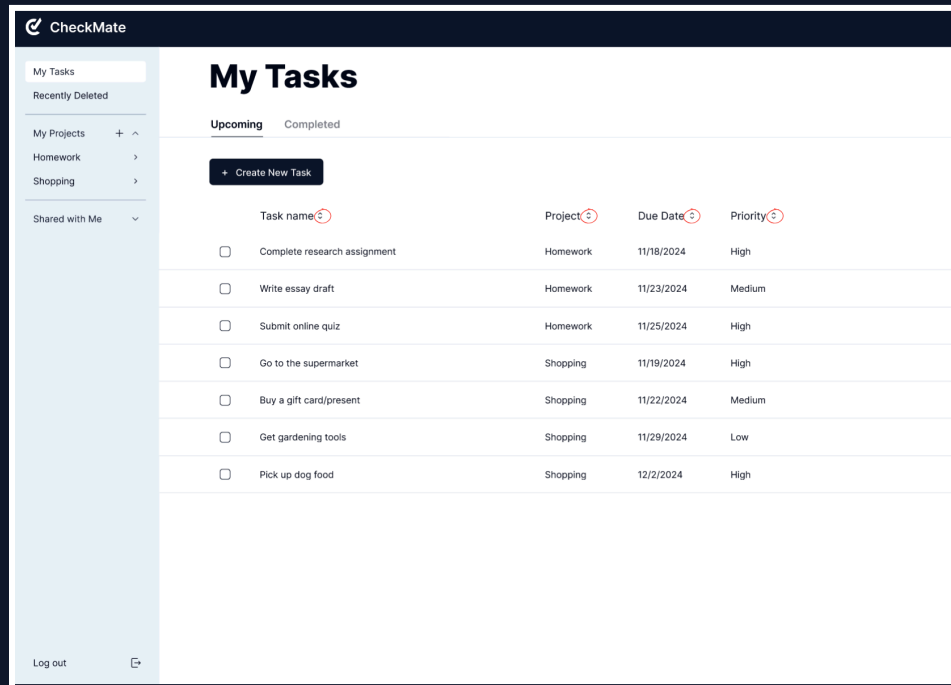 CheckMate
My Tasks
Recently Deleted
My Projects
Homework
Shopping
Shared with Me
Log out
My Tasks
Upcoming Completed
+ Create New Task
Task name Project Due Date Priority
Complete research assignment Homework 11/18/2024 High
Write essay draft Homework 11/23/2024 Medium
Submit online quiz Homework 11/25/2024 High
Go to the supermarket Shopping 11/19/2024 High
Buy a gift card/present Shopping 11/22/2024 Medium
Get gardening tools Shopping 11/29/2024 Low
Pick up dog food Shopping 12/2/2024 High